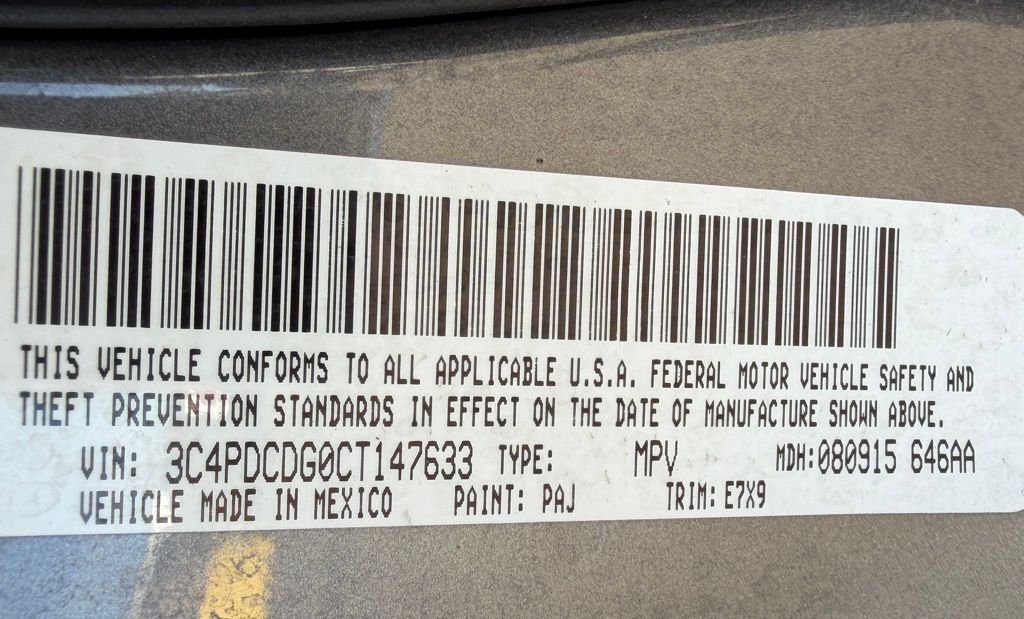 THIS VEHICLE CONFORMS TO ALL APPLICABLE U.S.A. FEDERAL MOTOR VEHICLE SAFETY AND
THEFT PREVENTION STANDARDS IN EFFECT ON THE DATE OF MANUFACTURE SHOWN ABOVE.
VIN: 3C4PDCDG0CT147633 TYPE: MPV MDH:080915 646AA
VEHICLE MADE IN MEXICO PAINT: PAJ TRIM: E7X9